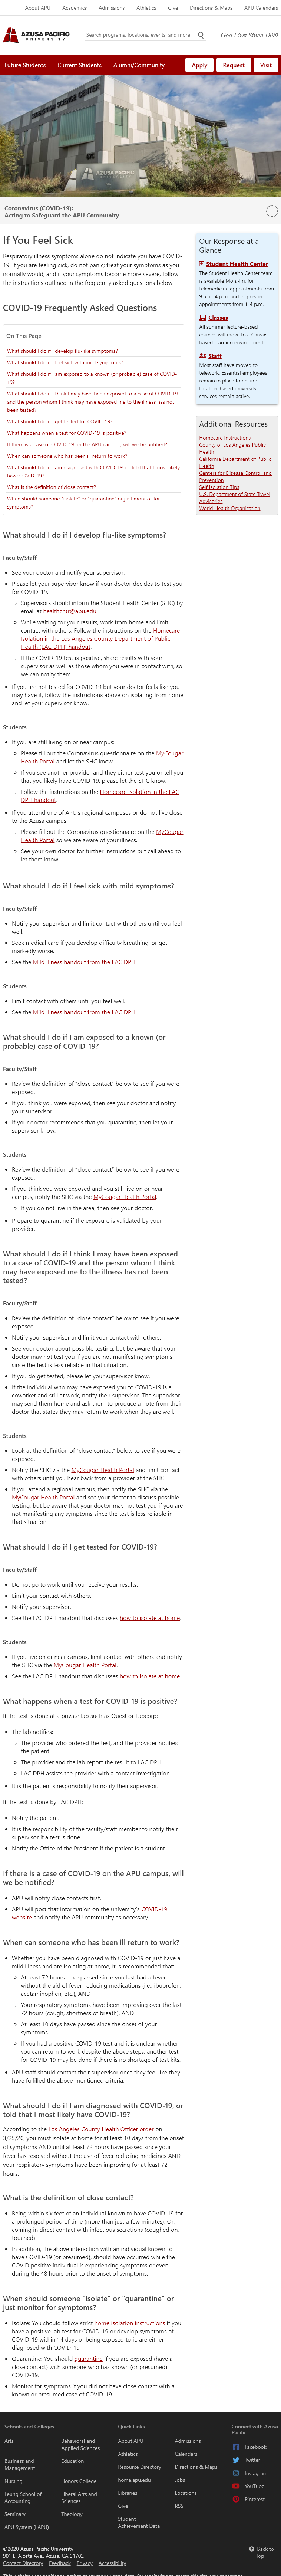 About APU
Academics
Admissions
Athletics
Give
Directions & Maps
APU Calendars
AZUSA PACIFIC
UNIVERSITY
Search programs, locations, events, and more
God First Since 1899
Future Students
Current Students
Alumni/Community
Apply
Request
Visit
AZUSA PACIFIC
UNIVERSITY
Coronavirus (COVID-19):
Acting to Safeguard the APU Community
If You Feel Sick
Respiratory illness symptoms alone do not indicate you have COVID-
19. If you are feeling sick, do not panic; treat your symptoms as you
normally would, and if your symptoms become worse, follow the
the instructions outlined here in order to respond efficiently.
COVID-19 Frequently Asked Questions
On This Page
What should I do if I develop flu-like symptoms?
What should I do if I feel sick with mild symptoms?
What should I do if I am exposed to a known (or probable) case of COVID-
19?
What should I do if I think I may have been exposed to a case of COVID-19
and the person whom I think may have exposed me to the illness has not
been tested?
What should I do if I get tested for COVID-19?
What happens when a test for COVID-19 is positive?
If there is a case of COVID-19 on the APU campus, will we be notified?
When can someone who has been ill return to work?
What should I do if I am diagnosed with COVID-19, or told that I most likely
have COVID-19?
What is the definition of close contact?
When should someone "isolate" or "quarantine" or just monitor for
symptoms?
Our Response at a
Glance
Student Health Center
The Student Health Center team
is available Mon.-Fri. for
telemedicine appointments from
9 a.m.-4 p.m. and in-person
appointments from 1-4 p.m.
Classes
All summer lecture-based
courses will move to a Canvas-
based learning environment.
Staff
Most staff have moved to
telework. Essential employees
remain in place to ensure
location-based university
services remain active.
Additional Resources
Homecare Instructions
County of Los Angeles Public
Health
California Department of Public
Health
Centers for Disease Control and
Prevention
Self Isolation Tips
U.S. Department of State Travel
Advisories
World Health Organization
What should I do if I develop flu-like symptoms?
Faculty/Staff
See your doctor and notify your supervisor.
Please let your supervisor know if your doctor decides to test you
for COVID-19.
Supervisors should inform the Student Health Center (SHC) by
email at healthcntr@apu.edu.
While waiting for your results, work from home and limit
contact with others. Follow the instructions on the Homecare
Isolation in the Los Angeles County Department of Public
Health (LAC DPH) handout.
If the COVID-19 test is positive, share results with your
supervisor as and the person whom you were in contact with, so
we can notify them.
If you are not tested for COVID-19 but your doctor feels like you
may have it, follow the instructions above on isolating from home
and let your supervisor know.
Students
If you are still living on or near campus:
Please fill out the Coronavirus questionnaire on the MyCougar
Health Portal and let the SHC know.
If you see another provider and they either test you or tell you
that you likely have COVID-19, please let the SHC know.
Follow the instructions on the Homecare Isolation in the LAC
DPH handout.
If you attend one of APU's regional campuses or do not live close
to the Azusa campus:
Please fill out the Coronavirus questionnaire on the MyCougar
Health Portal so we are aware of your illness.
See your own doctor for further instructions but call ahead to
let them know.
What should I do if I feel sick with mild symptoms?
Faculty/Staff
Notify your supervisor and limit contact with others until you feel
well.
Seek medical care if you develop difficulty breathing, or get
markedly worse.
See the Mild Illness handout from the LAC DPH.
Students
Limit contact with others until you feel well.
See the Mild Illness handout from the LAC DPH
What should I do if I am exposed to a known (or
probable) case of COVID-19?
Faculty/Staff
Review the definition of "close contact" below to see if you were
exposed.
If you think you were exposed, then see your doctor and notify
your supervisor.
If your doctor recommends that you quarantine, then let your
supervisor know.
Students
Review the definition of "close contact" below to see if you were
exposed.
If you think you were exposed and you still live on or near
campus, notify the SHC via the MyCougar Health Portal.
If you do not live in the area, then see your doctor.
Prepare to quarantine if the exposure is validated by your
provider.
What should I do if I think I may have been exposed
to a case of COVID-19 and the person whom I think
may have exposed me to the illness has not been
tested?
Faculty/Staff
Review the definition of "close contact" below to see if you were
exposed.
Notify your supervisor and limit your contact with others.
See your doctor about possible testing, but be aware that your
doctor may not test you if you are not manifesting symptoms
since the test is less reliable in that situation.
If you do get tested, please let your supervisor know.
If the individual who may have exposed you to COVID-19 is a
coworker and still at work, notify their supervisor. The supervisor
may send them home and ask them to produce a note from their
doctor that states they may return to work when well.
Students
Look at the definition of "close contact" below to see if you were
exposed.
Notify the SHC via the MyCougar Health Portal and limit contact
with others until you hear back from a provider at the SHC.
If you attend a regional campus, then notify the SHC via the
MyCougar Health Portal and see your doctor to discuss possible
testing, but be aware that your doctor may not test you if you are
not manifesting any symptoms since the test is less reliable in
that situation.
What should I do if I get tested for COVID-19?
Faculty/Staff
Do not go to work until you receive your results.
Limit your contact with others.
Notify your supervisor.
See the LAC DPH handout that discusses how to isolate at home.
Students
If you live on or near campus, limit contact with others and notify
the SHC via the MyCougar Health Portal.
See the LAC DPH handout that discusses how to isolate at home.
What happens when a test for COVID-19 is positive?
If the test is done at a private lab such as Quest or Labcorp:
The lab notifies:
The provider who ordered the test, and the provider notifies
the patient.
The provider and the lab report the result to LAC DPH.
LAC DPH assists the provider with a contact investigation.
It is the patient's responsibility to notify their supervisor.
If the test is done by LAC DPH:
Notify the patient.
It is the responsibility of the faculty/staff member to notify their
supervisor if a test is done.
Notify the Office of the President if the patient is a student.
If there is a case of COVID-19 on the APU campus, will
we be notified?
APU will notify close contacts first.
APU will post that information on the university's COVID-19
website and notify the APU community as necessary.
When can someone who has been ill return to work?
Whether you have been diagnosed with COVID-19 or just have a
mild illness and are isolating at home, it is recommended that:
At least 72 hours have passed since you last had a fever
without the aid of fever-reducing medications (i.e., ibuprofen,
acetaminophen, etc.), AND
Your respiratory symptoms have been improving over the last
72 hours (cough, shortness of breath), AND
At least 10 days have passed since the onset of your
symptoms.
If you had a positive COVID-19 test and it is unclear whether
you can return to work despite the above steps, another test
for COVID-19 may be done if there is no shortage of test kits.
APU staff should contact their supervisor once they feel like they
have fulfilled the above-mentioned criteria.
What should I do if I am diagnosed with COVID-19, or
told that I most likely have COVID-19?
According to the Los Angeles County Health Officer order on
3/25/20, you must isolate at home for at least 10 days from the onset
of symptoms AND until at least 72 hours have passed since your
fever has resolved without the use of fever reducing medicines AND
your respiratory symptoms have been improving for at least 72
hours.
What is the definition of close contact?
Being within six feet of an individual known to have COVID-19 for
a prolonged period of time (more than just a few minutes), Or,
coming in direct contact with infectious secretions (coughed on,
touched).
In addition, the above interaction with an individual known to
have COVID-19 (or presumed), should have occurred while the
COVID positive individual is experiencing symptoms or even
during the 48 hours prior to the onset of symptoms.
When should someone "isolate" or "quarantine" or
just monitor for symptoms?
Isolate: You should follow strict home isolation instructions if you
have a positive lab test for COVID-19 or develop symptoms of
COVID-19 within 14 days of being exposed to it, are either
diagnosed with COVID-19
Quarantine: You should quarantine if you are exposed (have a
close contact) with someone who has known (or presumed)
COVID-19.
Monitor for symptoms if you did not have close contact with a
known or presumed case of COVID-19.
Schools and Colleges
Arts
Behavioral and
Applied Sciences
Business and
Management
Education
Nursing
Honors College
Leung School of
Accounting
Liberal Arts and
Sciences
Seminary
Theology
APU System (LAPU)
Quick Links
About APU
Admissions
Athletics
Calendars
Resource Directory
Directions & Maps
home.apu.edu
Jobs
Libraries
Locations
Give
RSS
Student
Achievement Data
Connect with Azusa
Pacific
Facebook
Twitter
Instagram
YouTube
Pinterest
©2020 Azusa Pacific University
901 E. Alosta Ave., Azusa, CA 91702
Contact Directory
Feedback
Privacy
Accessibility
Back to
Top